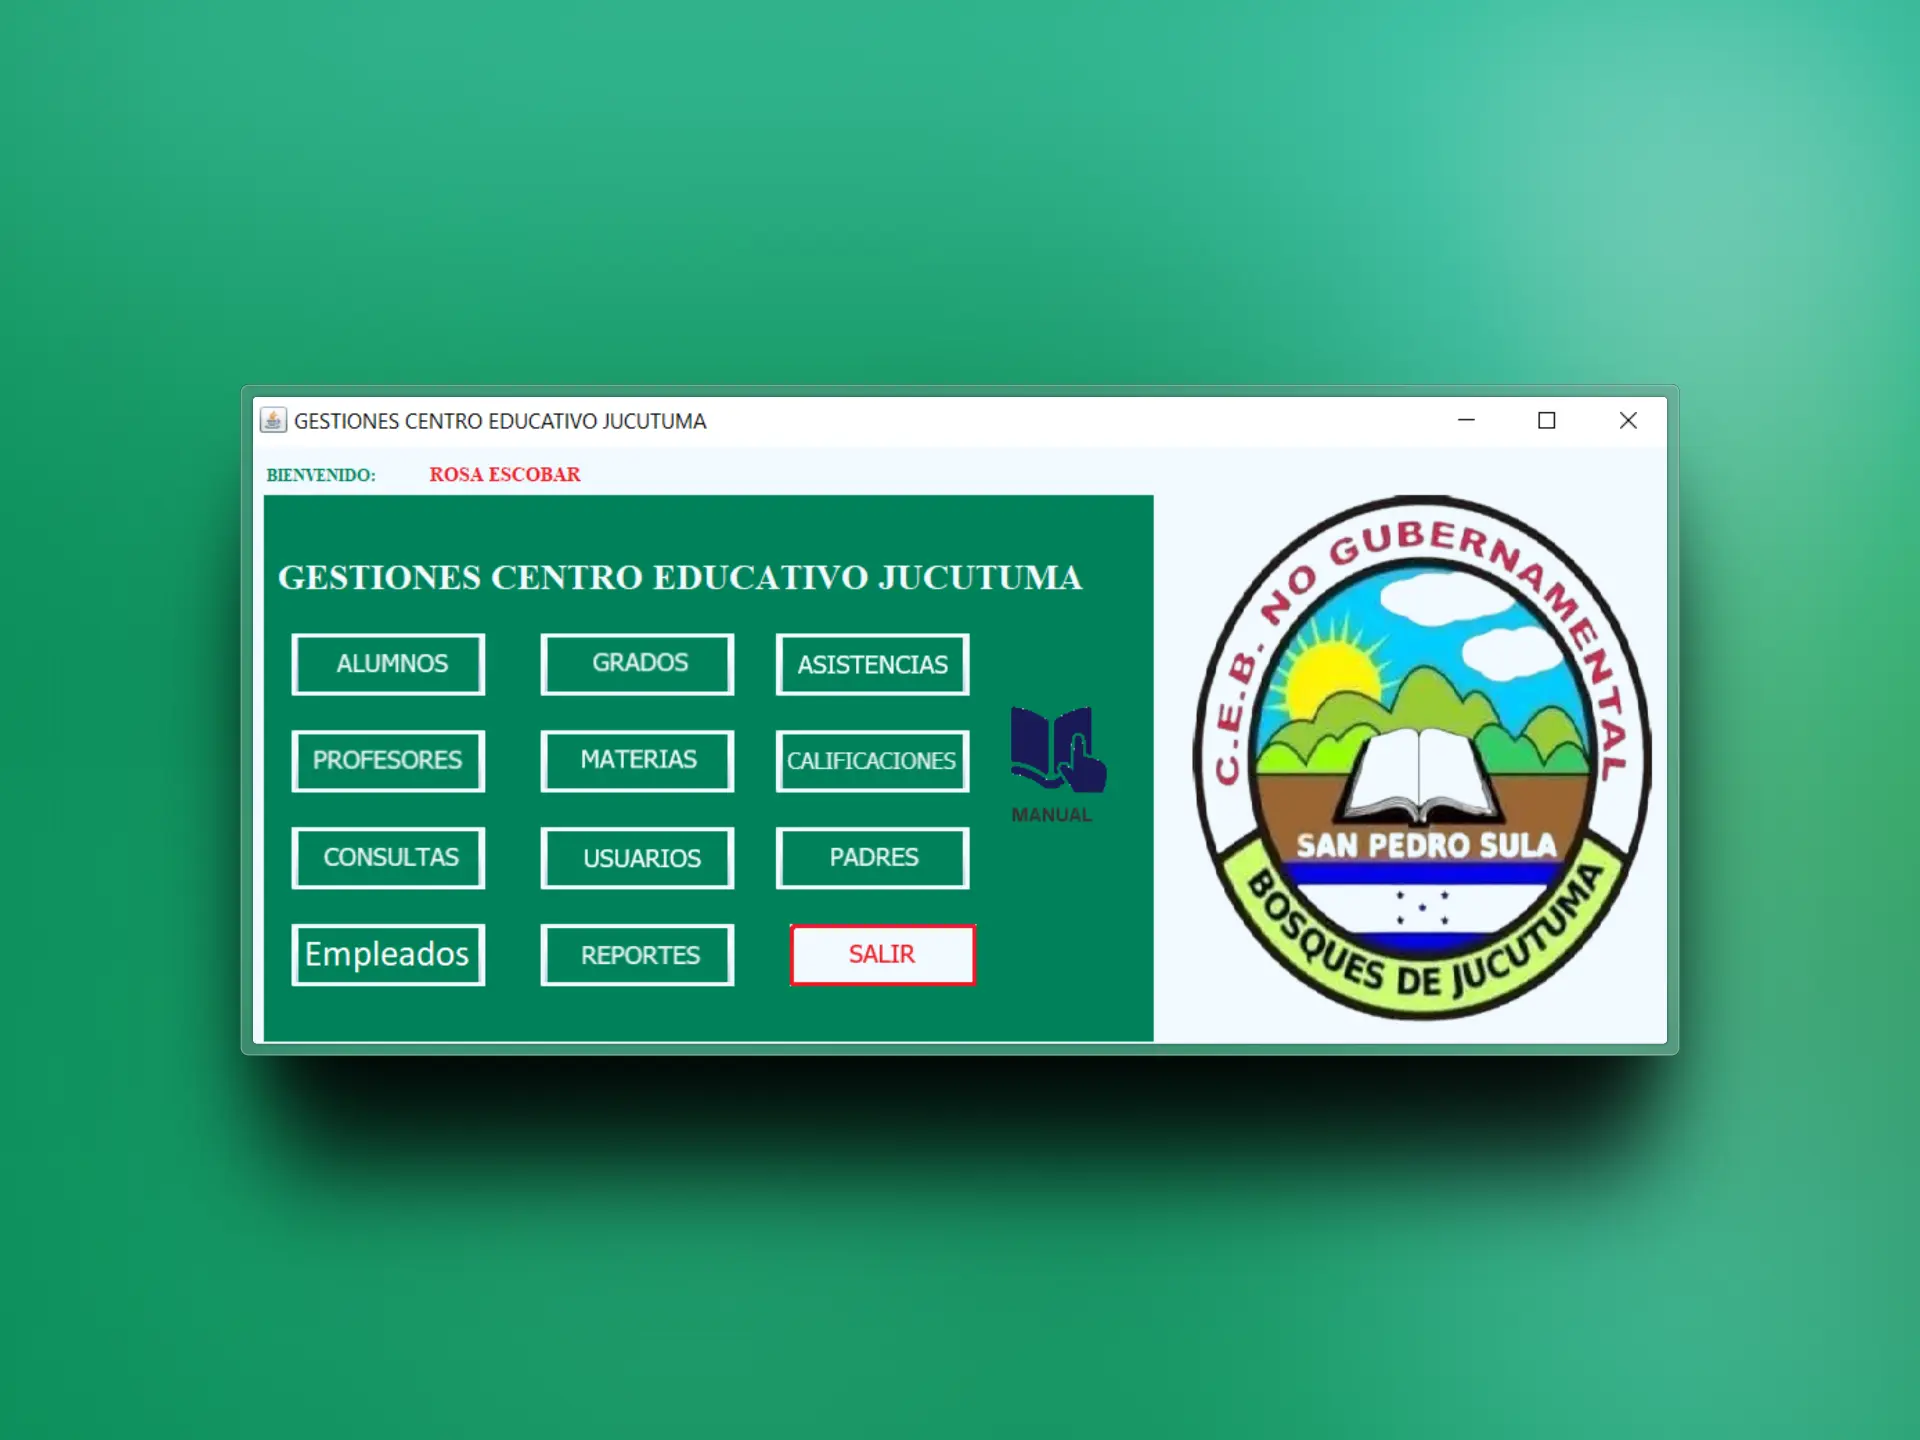 GESTIONES CENTRO EDUCATIVO JUCUTUMA
BIENVENIDO: ROSA ESCOBAR
GESTIONES CENTRO EDUCATIVO JUCUTUMA
ALUMNOS GRADOS ASISTENCIAS
PROFESORES MATERIAS CALIFICACIONES
MANUAL
CONSULTAS USUARIOS PADRES
Empleados REPORTES SALIR
C.E.B. NO GUBERNAMENTAL
SAN PEDRO SULA
BOSQUES DE JUCUTUMA